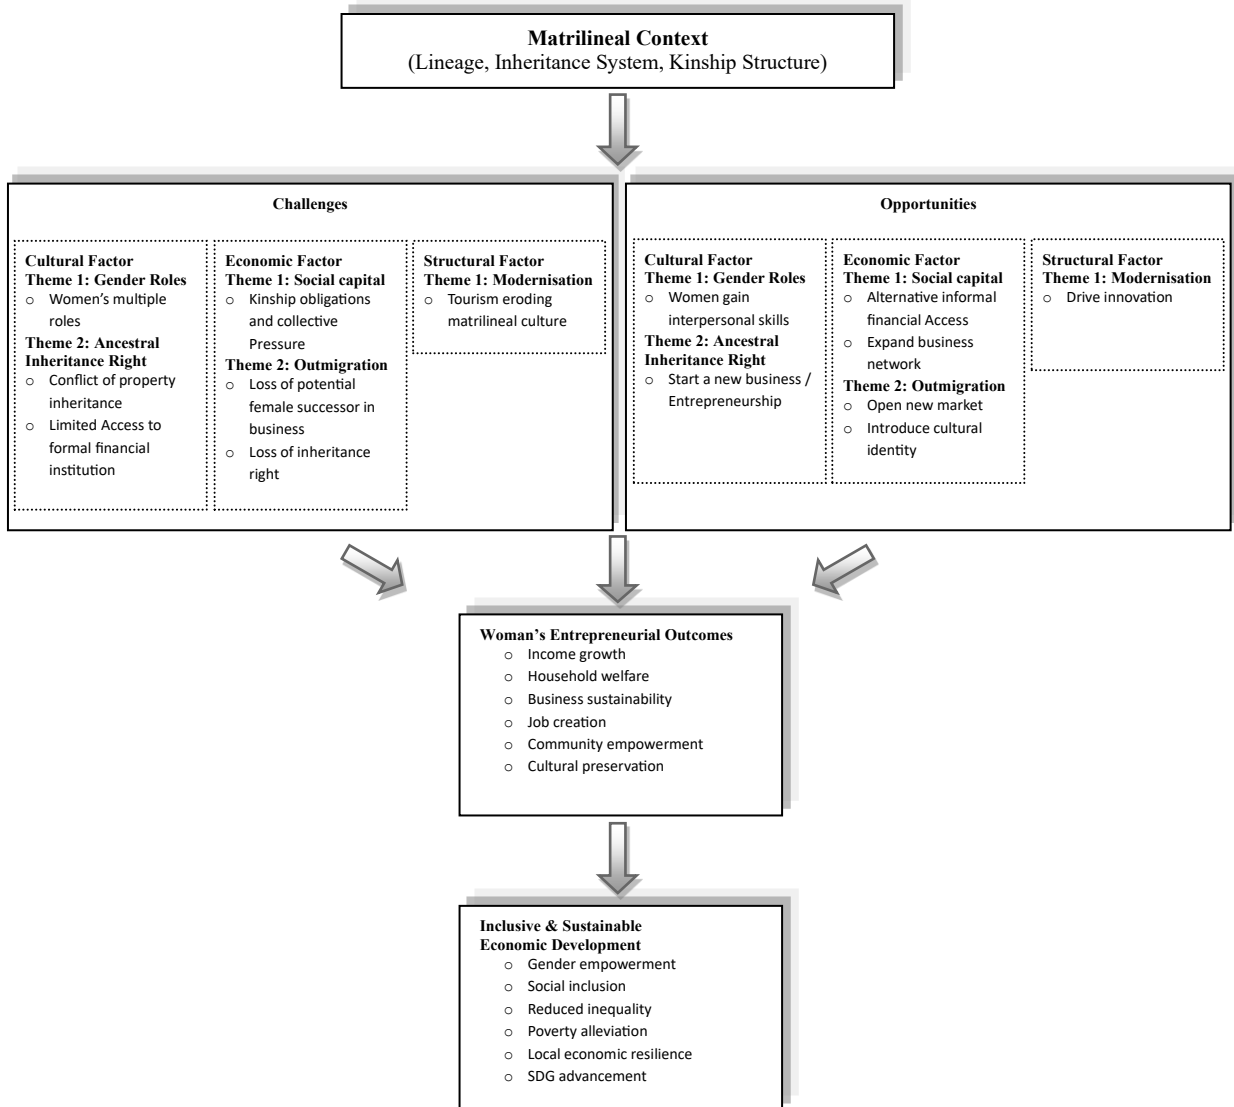 Matrilineal Context
(Lineage, Inheritance System, Kinship Structure)
Challenges
Cultural Factor
Theme 1: Gender Roles
o Women's multiple
roles
Theme 2: Ancestral
Inheritance Right
o Conflict of property
inheritance
o Limited Access to
formal financial
institution
Economic Factor
Theme 1: Social capital
o Kinship obligations
and collective
Pressure
Theme 2: Outmigration
o Loss of potential
female successor in
business
o Loss of inheritance
right
Structural Factor
Theme 1: Modernisation
o Tourism eroding
matrilineal culture
Opportunities
Cultural Factor
Theme 1: Gender Roles
o Women gain
interpersonal skills
Theme 2: Ancestral
Inheritance Right
o Start a new business /
Entrepreneurship
Economic Factor
Theme 1: Social capital
o Alternative informal
financial Access
o Expand business
network
Theme 2: Outmigration
o Open new market
o Introduce cultural
identity
Structural Factor
Theme 1: Modernisation
o Drive innovation
Woman's Entrepreneurial Outcomes
o Income growth
o Household welfare
o Business sustainability
o Job creation
o Community empowerment
o Cultural preservation
Inclusive & Sustainable
Economic Development
o Gender empowerment
o Social inclusion
o Reduced inequality
o Poverty alleviation
o Local economic resilience
o SDG advancement